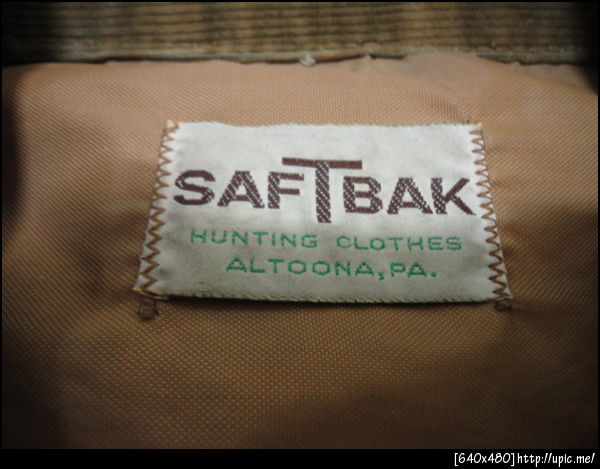 SAFTBAK
HUNTING CLOTHES
ALTOONA, PA.
[640x480]http://upic.me/